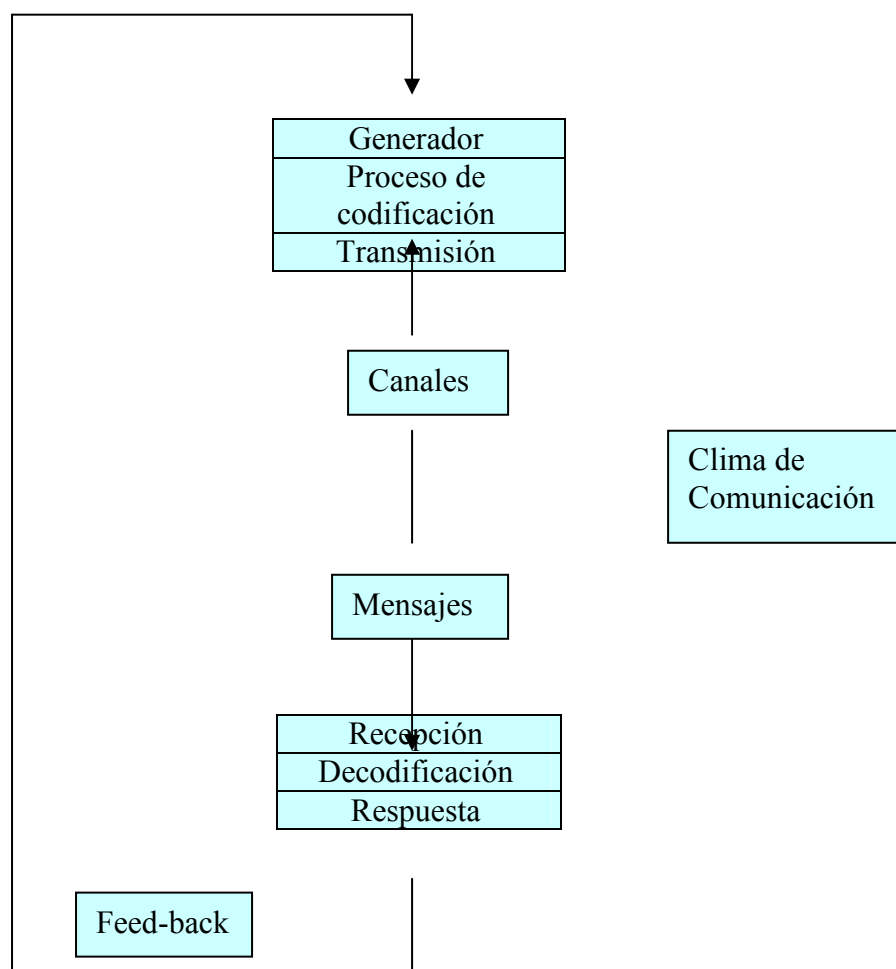 Generador
Proceso de
codificación
Transmisión
Canales
Clima de
Comunicación
Mensajes
Recepción
Decodificación
Respuesta
Feed-back